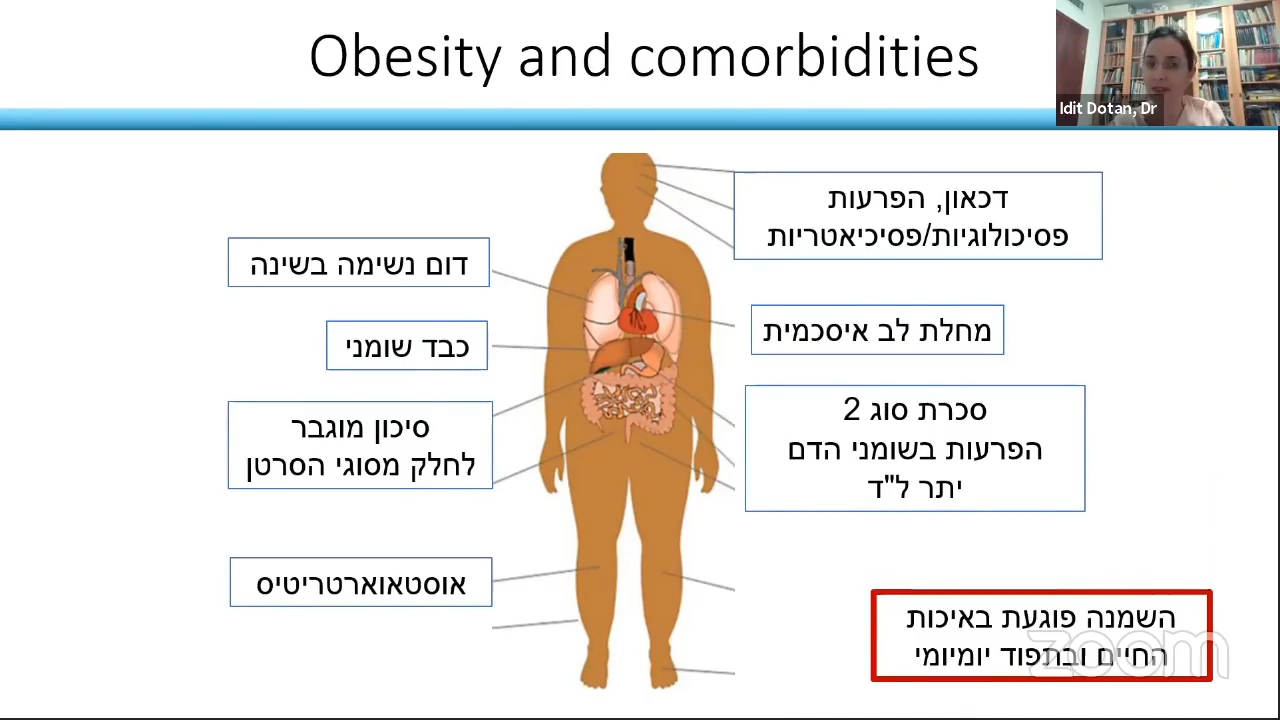 Obesity and comorbidities
Idit Dotan, Dr
דכאון, הפרעות
פסיכולוגיות/פסיכיאטריות
דום נשימה בשינה
מחלת לב איסכמית
כבד שומני
סכרת סוג 2
הפרעות בשומני הדם
יתר ל"ד
סיכון מוגבר
לחלק מסוגי הסרטן
אוסטאוארטריטיס
השמנה פוגעת באיכות
החיים ובתפוד יומיומי
zoom